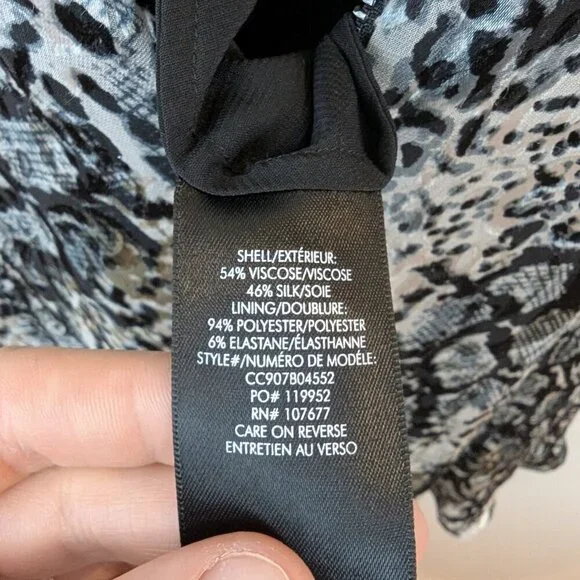 SHELL/EXTÉRIEUR:
54% VISCOSE/VISCOSE
46% SILK/SOIE
LINING/DOUBLURE:
94% POLYESTER/POLYESTER
6% ELASTANE/ÉLASTHANNE
STYLE#/NUMÉRO DE MODÈLE:
CC907B04552
PO# 119952
RN# 107677
CARE ON REVERSE
ENTRETIEN AU VERSO